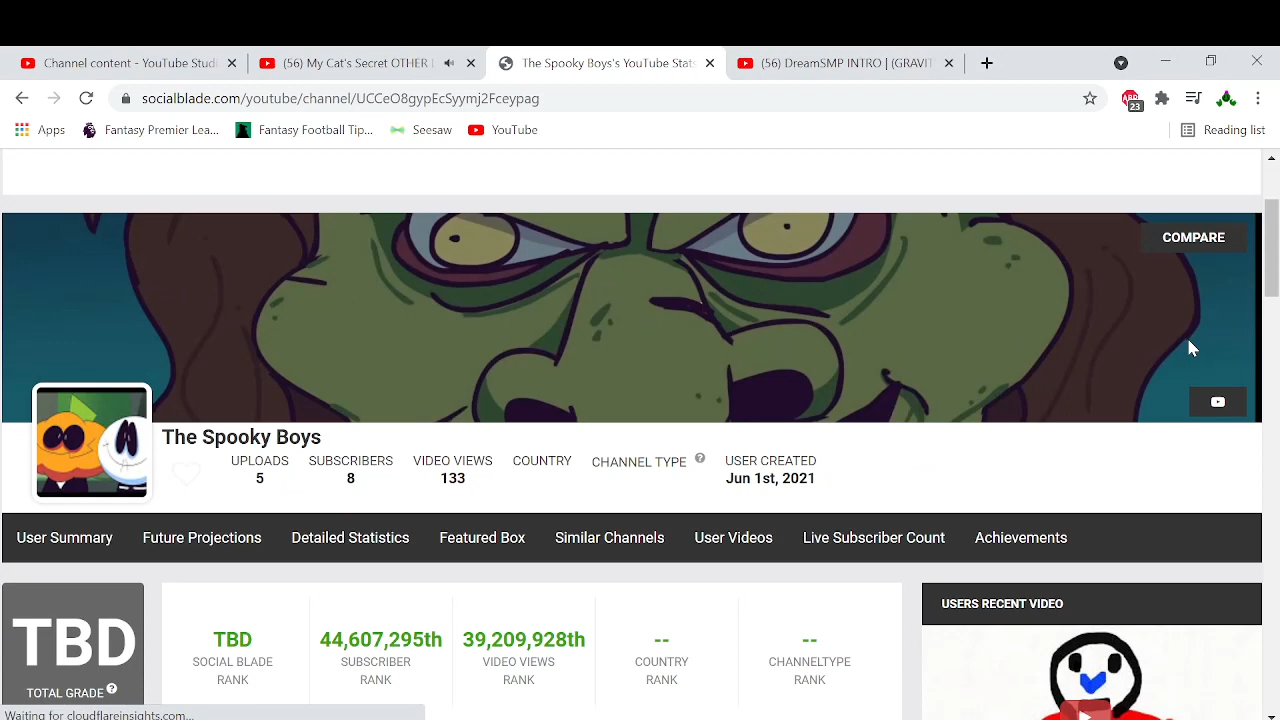 Channel content - YouTube Studi
(56) My Cat's Secret OTHER L
The Spooky Boys's YouTube Stats
(56) DreamSMP INTRO | (GRAVIT
socialblade.com/youtube/channel/UCCeO8gypEcSyymj2Fceypag
ABP
23
Apps
Fantasy Premier Lea...
Fantasy Football Tip...
Seesaw
YouTube
Reading list
COMPARE
The Spooky Boys
UPLOADS SUBSCRIBERS VIDEO VIEWS COUNTRY CHANNEL TYPE ? USER CREATED
5 8 133 Jun 1st, 2021
User Summary Future Projections Detailed Statistics Featured Box Similar Channels User Videos Live Subscriber Count Achievements
TBD
TOTAL GRADE ?
TBD
SOCIAL BLADE
RANK
44,607,295th
SUBSCRIBER
RANK
39,209,928th
VIDEO VIEWS
RANK
--
COUNTRY
RANK
--
CHANNELTYPE
RANK
USERS RECENT VIDEO
Waiting for cloudflareinsights.com...